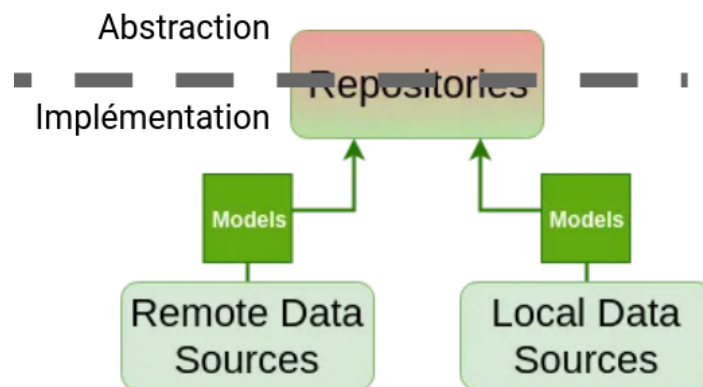 Abstraction
Repositories
Implémentation
Models
Models
Remote Data
Sources
Local Data
Sources